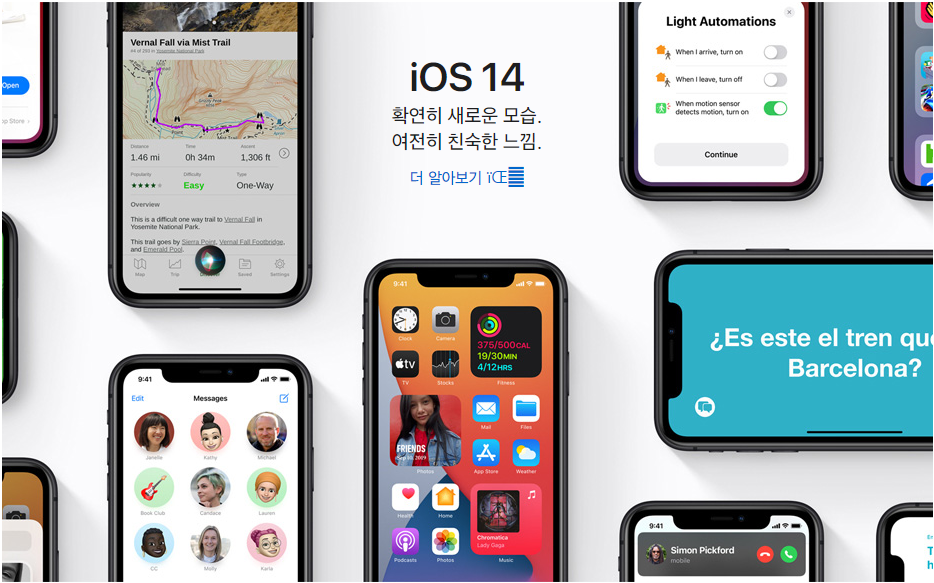 iOS 14
확연히 새로운 모습.
여전히 친숙한 느낌.
더 알아보기
Open
App Store
Vernal Fall via Mist Trail
#4 of 293 in Yosemite National Park
Distance Time Ascent
1.46 mi 0h 34m 1,306 ft
Popularity Difficulty Type
★★★★ Easy One-Way
Overview
This is a difficult one way trail to Vernal Fall in
Yosemite National Park.
This trail goes by Sierra Point, Vernal Fall Footbridge,
and Emerald Pool.
Map Trip Saved Settings
Light Automations
When I arrive, turn on
When I leave, turn off
When motion sensor
detects motion, turn on
Continue
9:41
Edit Messages
Janelle Kathy Michael
Book Club Candace Lauren
CC Molly Karla
9:41
Clock Camera
375/500CAL
19/30MIN
4/12HRS
tv
TV Stocks Fitness
FRIENDS
Sep 10, 2019
Photos
Mail Files
App Store Weather
Health Home
Chromatica
Lady Gaga
Podcasts Photos Music
¿Es este el tren que
Barcelona?
9:41
Simon Pickford
mobile